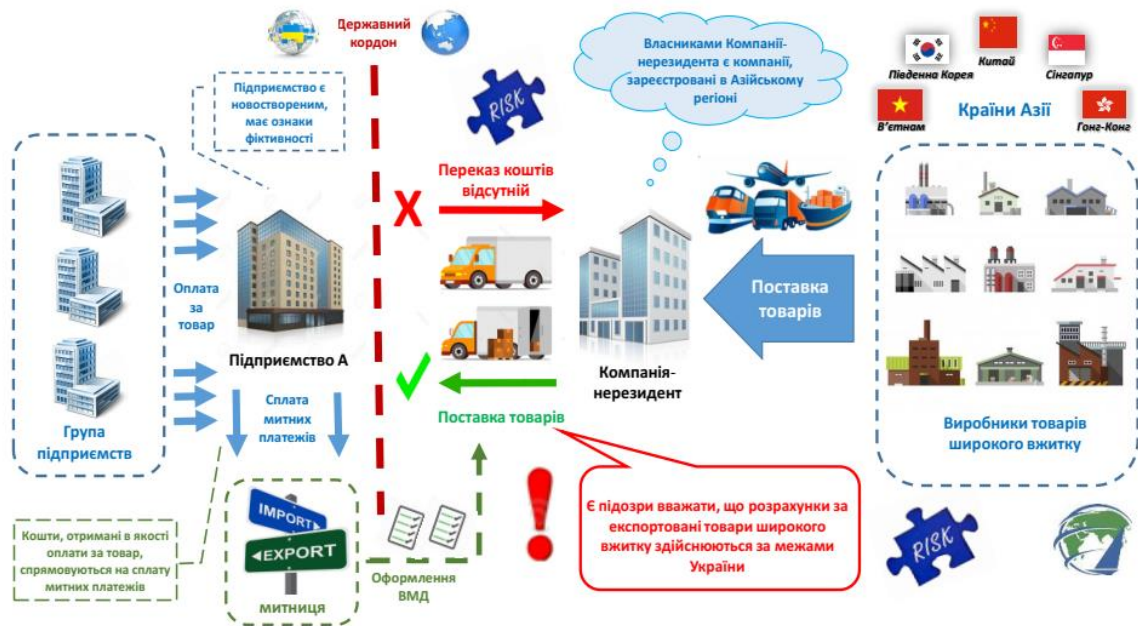 Державний
кордон
Підприємство є
новоствореним,
має ознаки
фіктивності
RISK
Власниками Компанії-
нерезидента є компанії,
зареєстровані в Азійському
регіоні
Південна Корея
Китай
Сінгапур
В'єтнам
Країни Азії
Гонг-Конг
Переказ коштів
відсутній
X
Оплата
за
товар
Поставка
товарів
Підприємство А
Компанія-
нерезидент
Сплата
митних
платежів
Поставка товарів
Група
підприємств
Виробники товарів
широкого вжитку
Кошти, отримані в якості
оплати за товар,
спрямовуються на сплату
митних платежів
IMPORT
EXPORT
митниця
Оформлення
ВМД
Є підозри вважати, що розрахунки за
експортовані товари широкого
вжитку здійснюються за межами
України
RISK